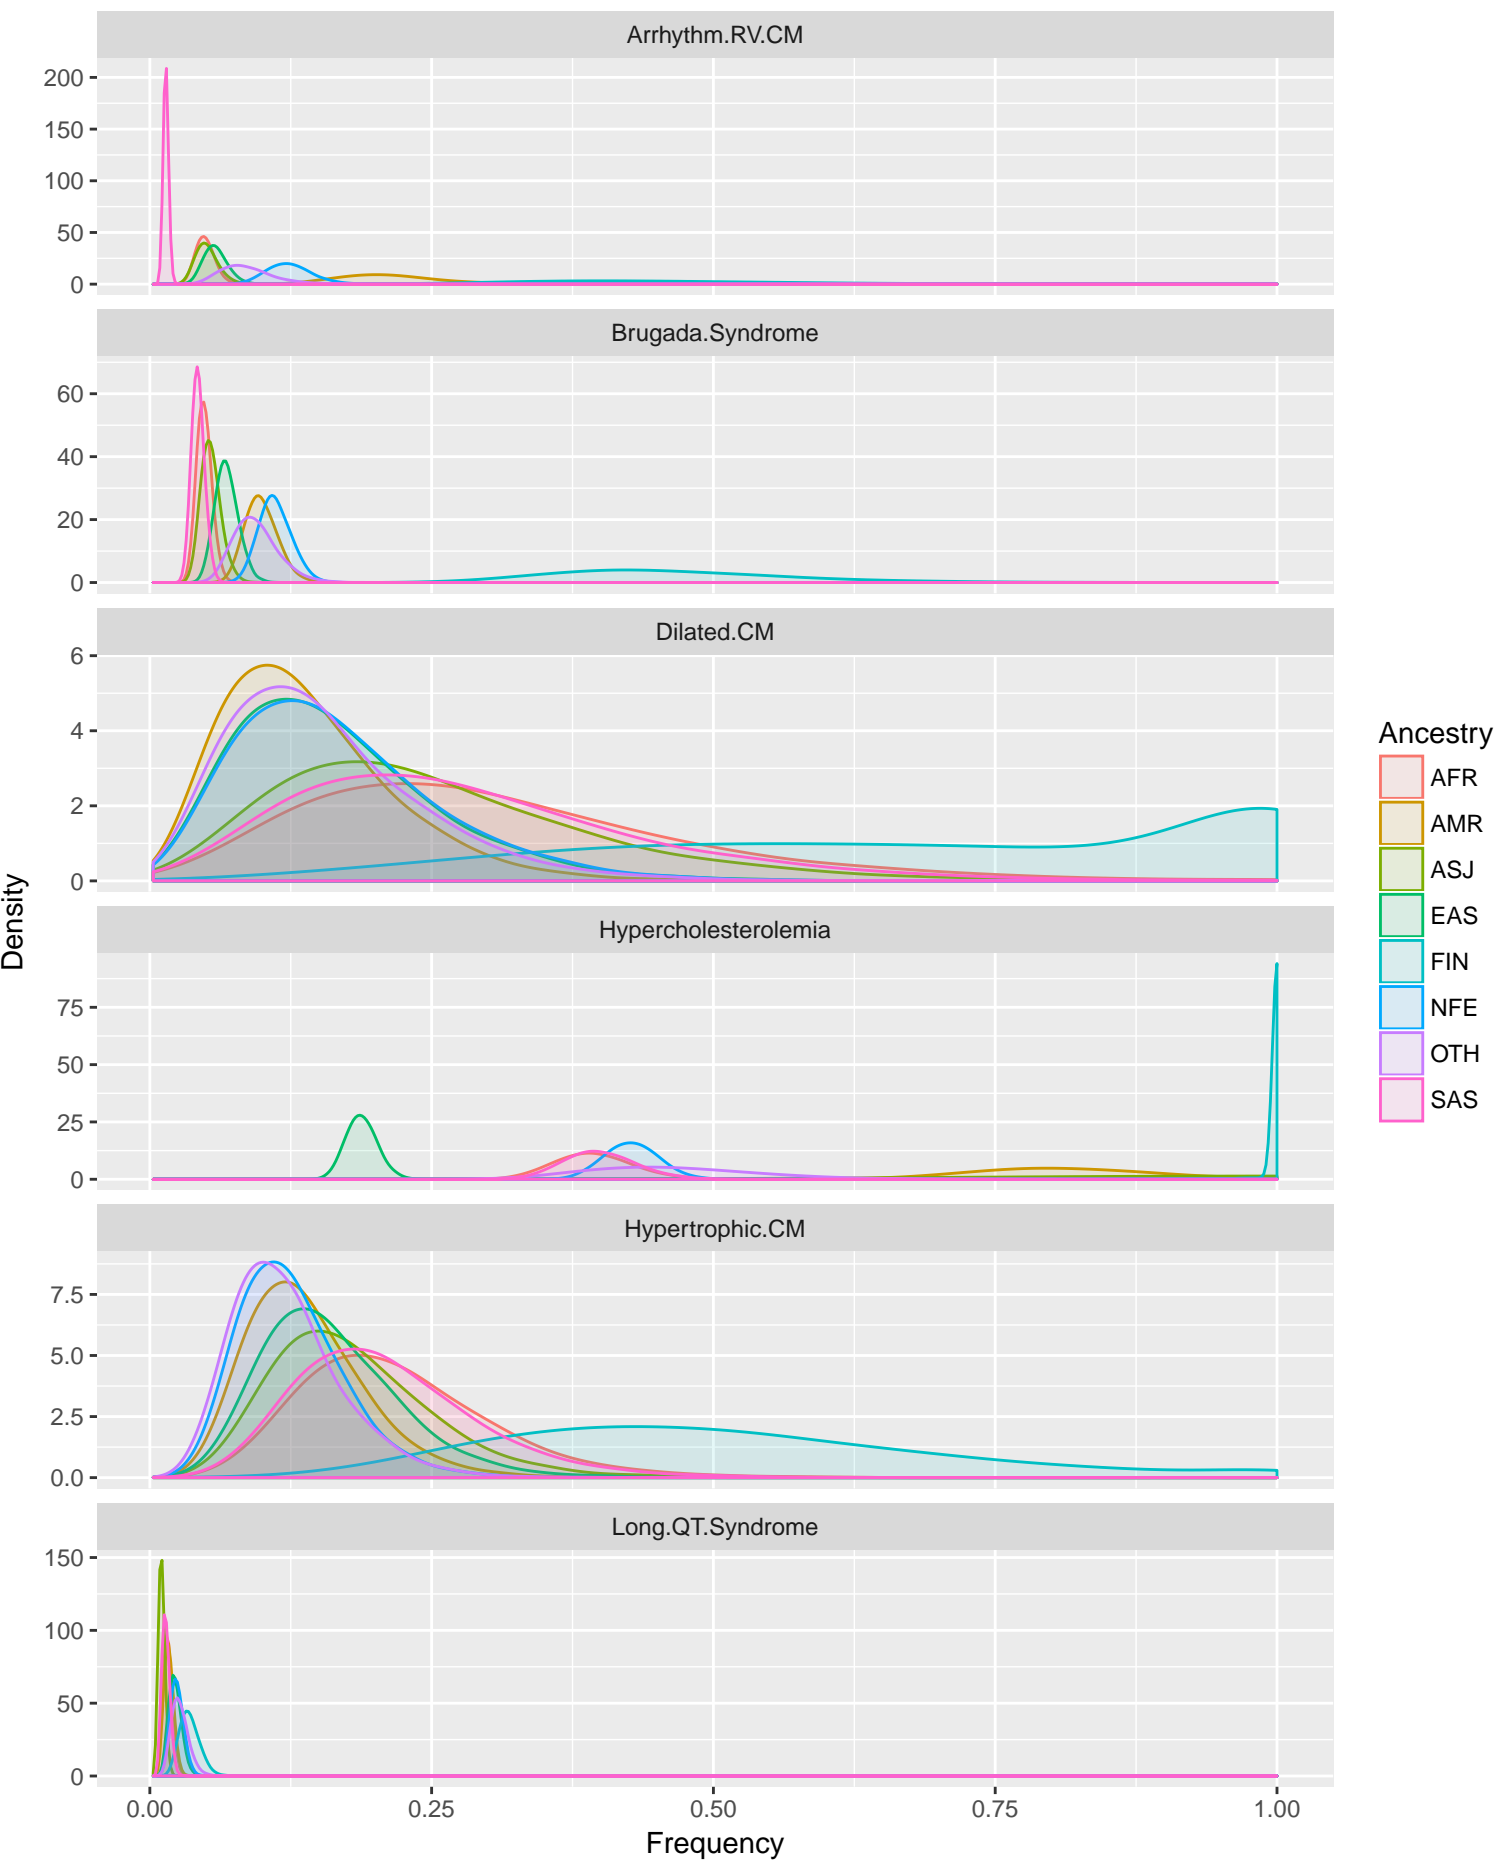 Arrhythm.RV.CM
200
150
100
50
0
Brugada.Syndrome
60
40
20
0
Dilated.CM
6
4
2
0
Hypercholesterolemia
75
50
25
0
Hypertrophic.CM
7.5
5.0
2.5
0.0
Long.QT.Syndrome
150
100
50
0
0.00 0.25 0.50 0.75 1.00
Frequency
Density
Ancestry
AFR
AMR
ASJ
EAS
FIN
NFE
OTH
SAS